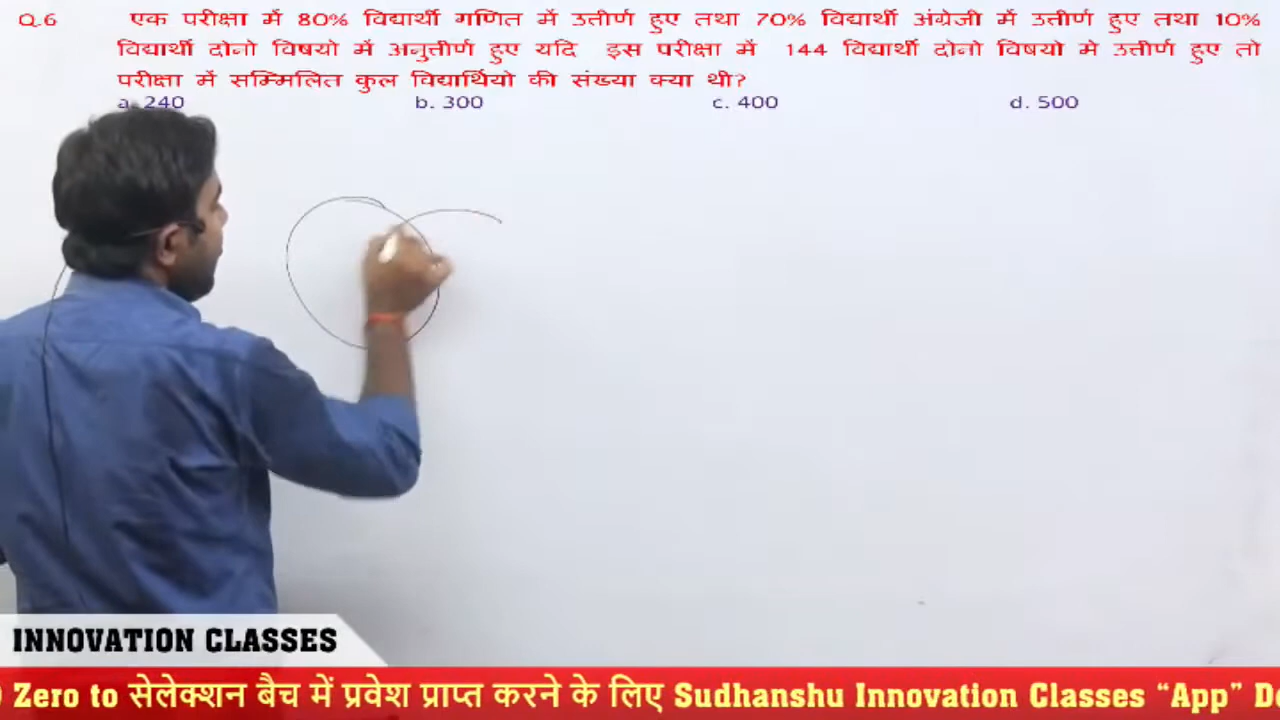 Q.6 एक परीक्षा में 80% विद्यार्थी गणित में उत्तीर्ण हुए तथा 70% विद्यार्थी अंग्रेजी में उत्तीर्ण हुए तथा 10%
विद्यार्थी दोनो विषयो में अनुत्तीर्ण हुए यदि इस परीक्षा में 144 विद्यार्थी दोनो विषयो मे उत्तीर्ण हुए तो
परीक्षा में सम्मिलित कुल विद्यार्थियो की संख्या क्या थी?
a. 240 b. 300 c. 400 d. 500
INNOVATION CLASSES
Zero to सेलेक्शन बैच में प्रवेश प्राप्त करने के लिए Sudhanshu Innovation Classes “App”